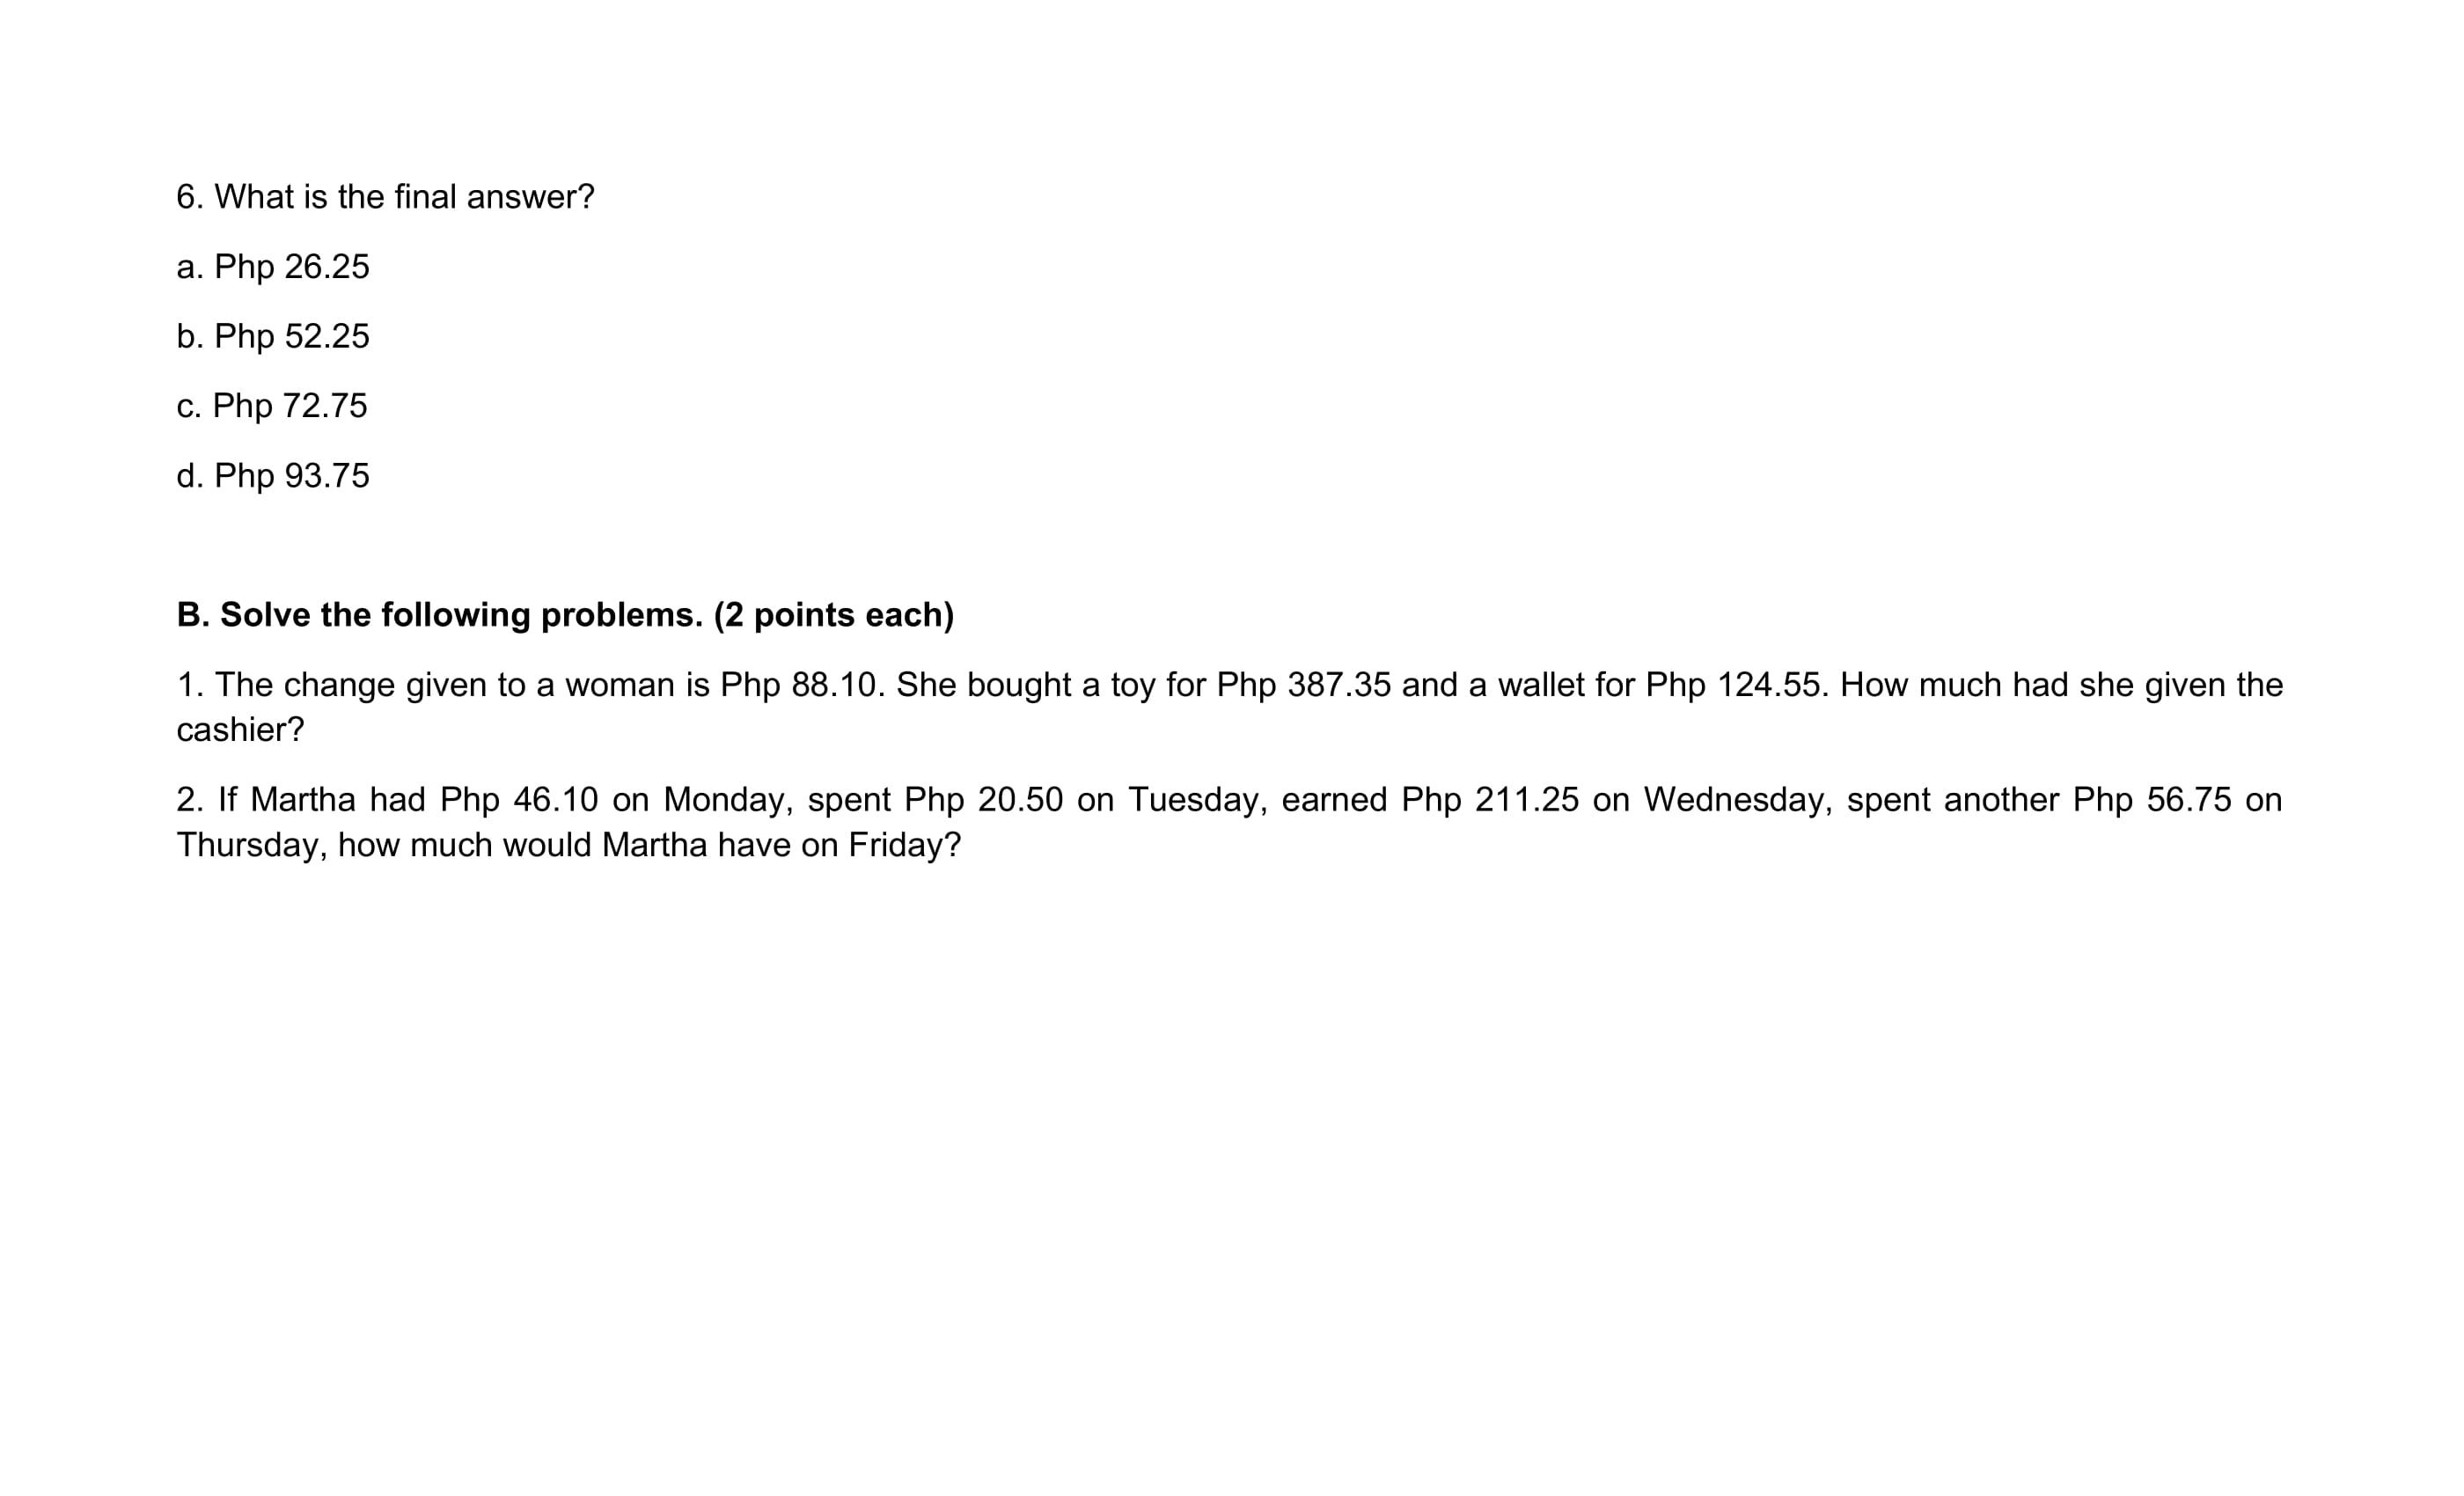 6. What is the final answer?
a. Php 26.25
b. Php 52.25
c. Php 72.75
d. Php 93.75
B. Solve the following problems. (2 points each)
1. The change given to a woman is Php 88.10. She bought a toy for Php 387.35 and a wallet for Php 124.55. How much had she given the
cashier?
2. If Martha had Php 46.10 on Monday, spent Php 20.50 on Tuesday, earned Php 211.25 on Wednesday, spent another Php 56.75 on
Thursday, how much would Martha have on Friday?